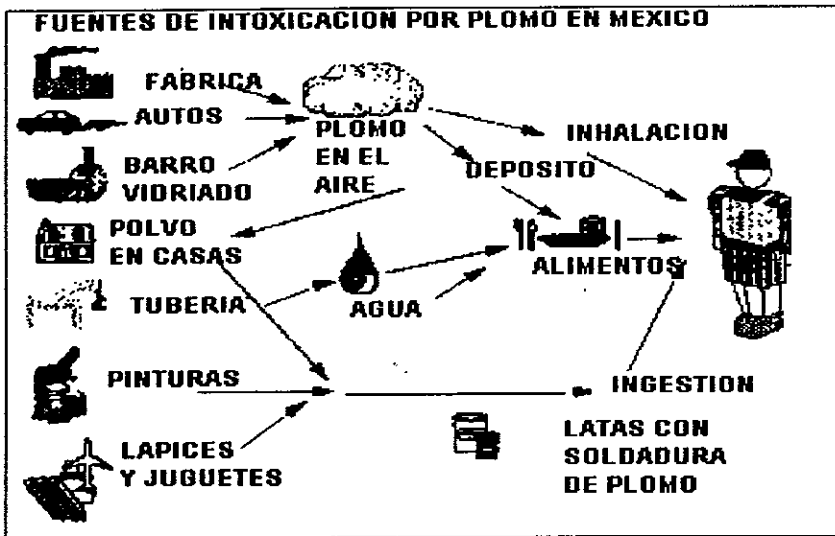 FUENTES DE INTOXICACION POR PLOMO EN MEXICO
FABRICA
AUTOS
BARRO
VIDRIADO
POLVO
EN CASAS
TUBERIA
PINTURAS
LAPICES
Y JUGUETES
PLOMO
EN EL
AIRE
AGUA
INHALACION
DEPOSITO
ALIMENTOS
INGESTION
LATAS CON
SOLDADURA
DE PLOMO